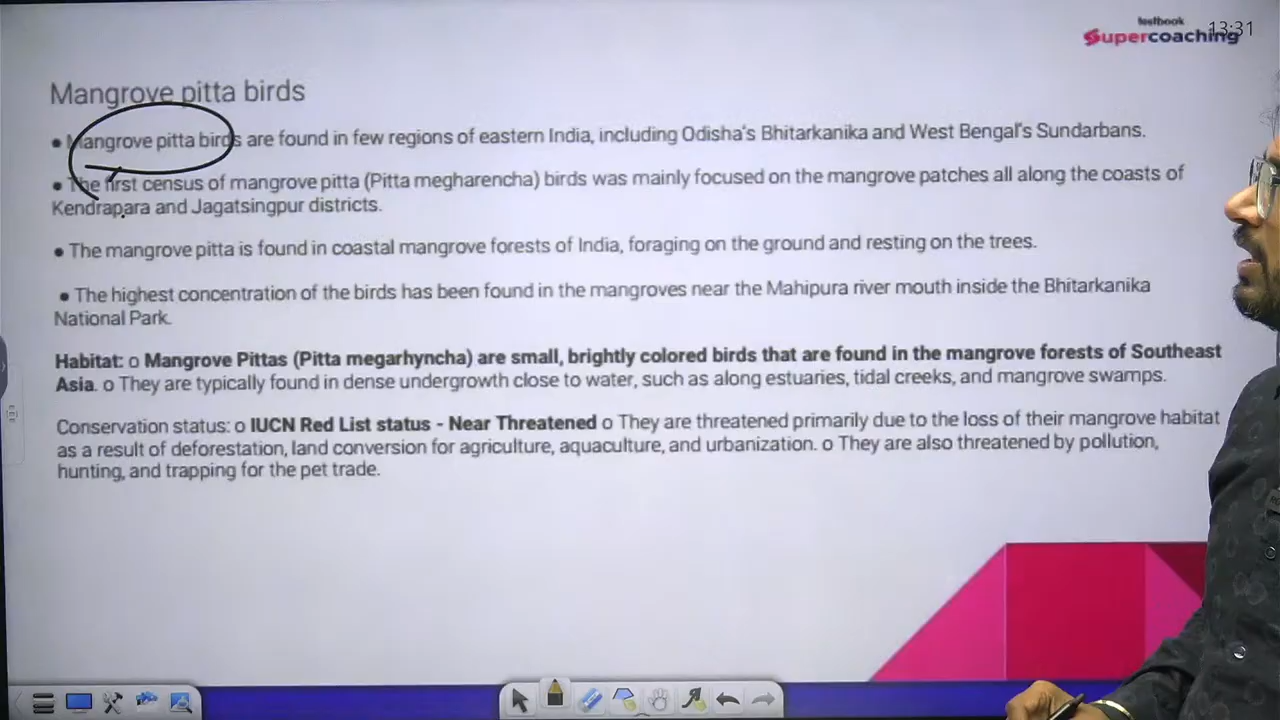 testbook
Supercoaching
13:31
Mangrove pitta birds
● Mangrove pitta birds are found in few regions of eastern India, including Odisha's Bhitarkanika and West Bengal's Sundarbans.
● The first census of mangrove pitta (Pitta megharencha) birds was mainly focused on the mangrove patches all along the coasts of
Kendrapara and Jagatsingpur districts.
● The mangrove pitta is found in coastal mangrove forests of India, foraging on the ground and resting on the trees.
● The highest concentration of the birds has been found in the mangroves near the Mahipura river mouth inside the Bhitarkanika
National Park.
Habitat: o Mangrove Pittas (Pitta megarhyncha) are small, brightly colored birds that are found in the mangrove forests of Southeast
Asia. o They are typically found in dense undergrowth close to water, such as along estuaries, tidal creeks, and mangrove swamps.
Conservation status: o IUCN Red List status - Near Threatened o They are threatened primarily due to the loss of their mangrove habitat
as a result of deforestation, land conversion for agriculture, aquaculture, and urbanization. o They are also threatened by pollution,
hunting, and trapping for the pet trade.